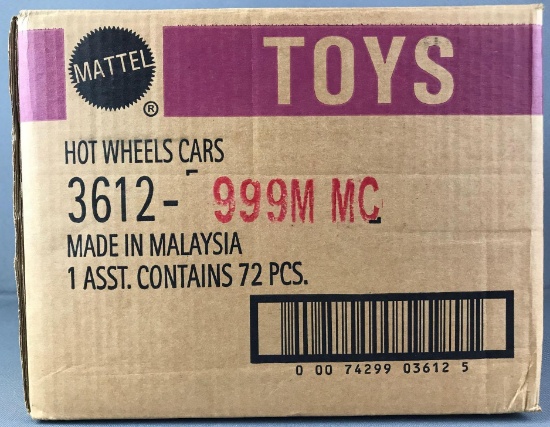 MATTEL ®
TOYS
HOT WHEELS CARS
3612- 999M MC
MADE IN MALAYSIA
1 ASST. CONTAINS 72 PCS.
0 00 74299 03612 5